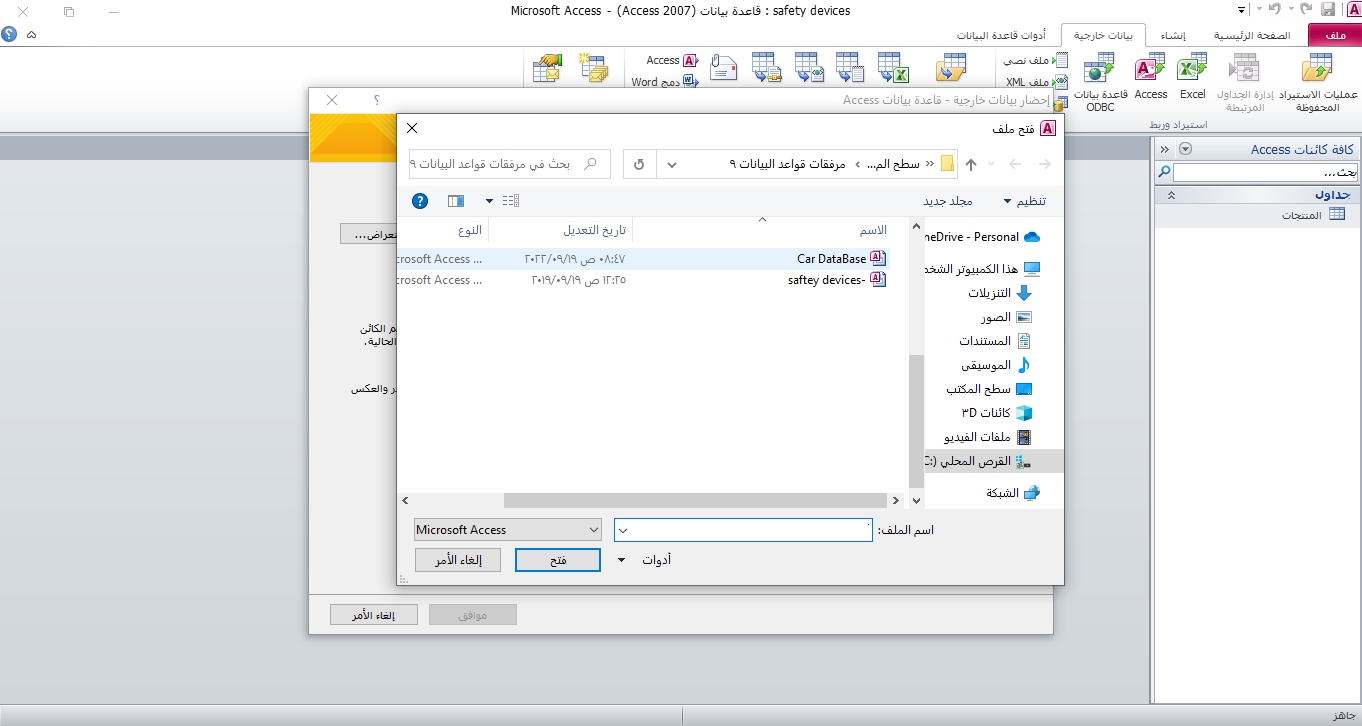 safety devices : قاعدة بيانات (Access 2007) - Microsoft Access
ملف
الصفحة الرئيسية
إنشاء
بيانات خارجية
أدوات قاعدة البيانات
عمليات الاستيراد المحفوظة
إدارة الجداول المرتبطة
Excel
Access
قاعدة بيانات ODBC
ملف نصي
ملف XML
Access
دمج Word
استيراد وربط
إحضار بيانات خارجية - قاعدة بيانات Access
؟
كافة كائنات Access
بحث...
جداول
المنتجات
فتح ملف
سطح الم... › مرفقات قواعد البيانات ٩
بحث في مرفقات قواعد البيانات ٩
تنظيم
مجلد جديد
الاسم
تاريخ التعديل
النوع
Car DataBase
٠٨:٤٧ ص ٢٠٢٢/٠٩/١٩
crosoft Access ...
saftey devices-
١٢:٢٥ ص ٢٠١٩/٠٩/١٩
crosoft Access ...
neDrive - Personal
هذا الكمبيوتر الشخص
التنزيلات
الصور
المستندات
الموسيقى
سطح المكتب
كائنات 3D
ملفات الفيديو
القرص المحلي (:C
الشبكة
اسم الملف:
Microsoft Access
أدوات
فتح
إلغاء الأمر
تعراض...
م الكائن
الحالية.
ر والعكس
موافق
إلغاء الأمر
جاهز